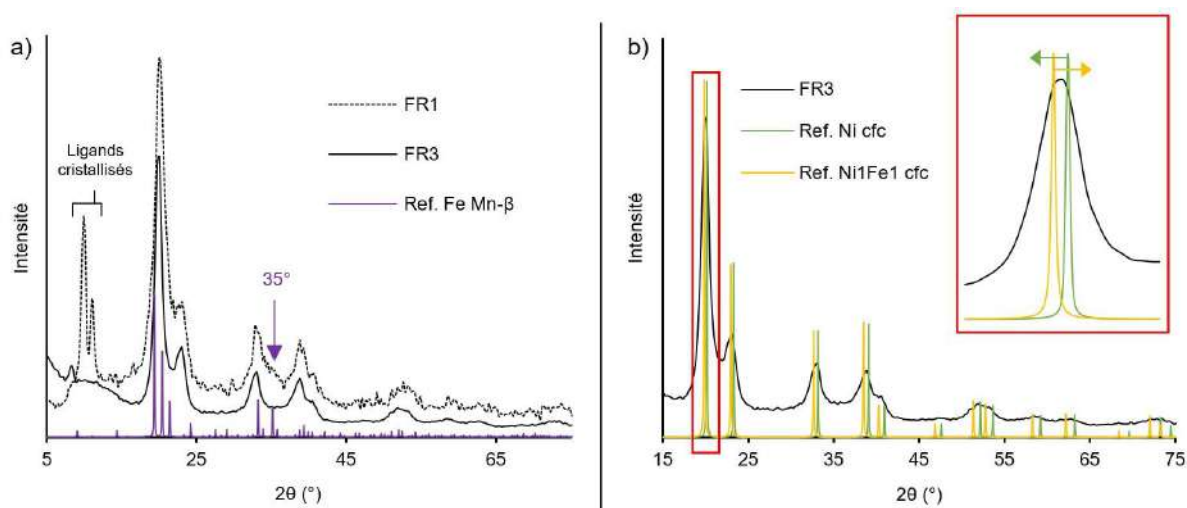 a)
Intensité
Ligands
cristallisés
FR1
FR3
Ref. Fe Mn-β
35°
5
25
45
65
2θ (°)
b)
Intensité
FR3
Ref. Ni cfc
Ref. Ni1Fe1 cfc
15
25
35
45
55
65
75
2θ (°)